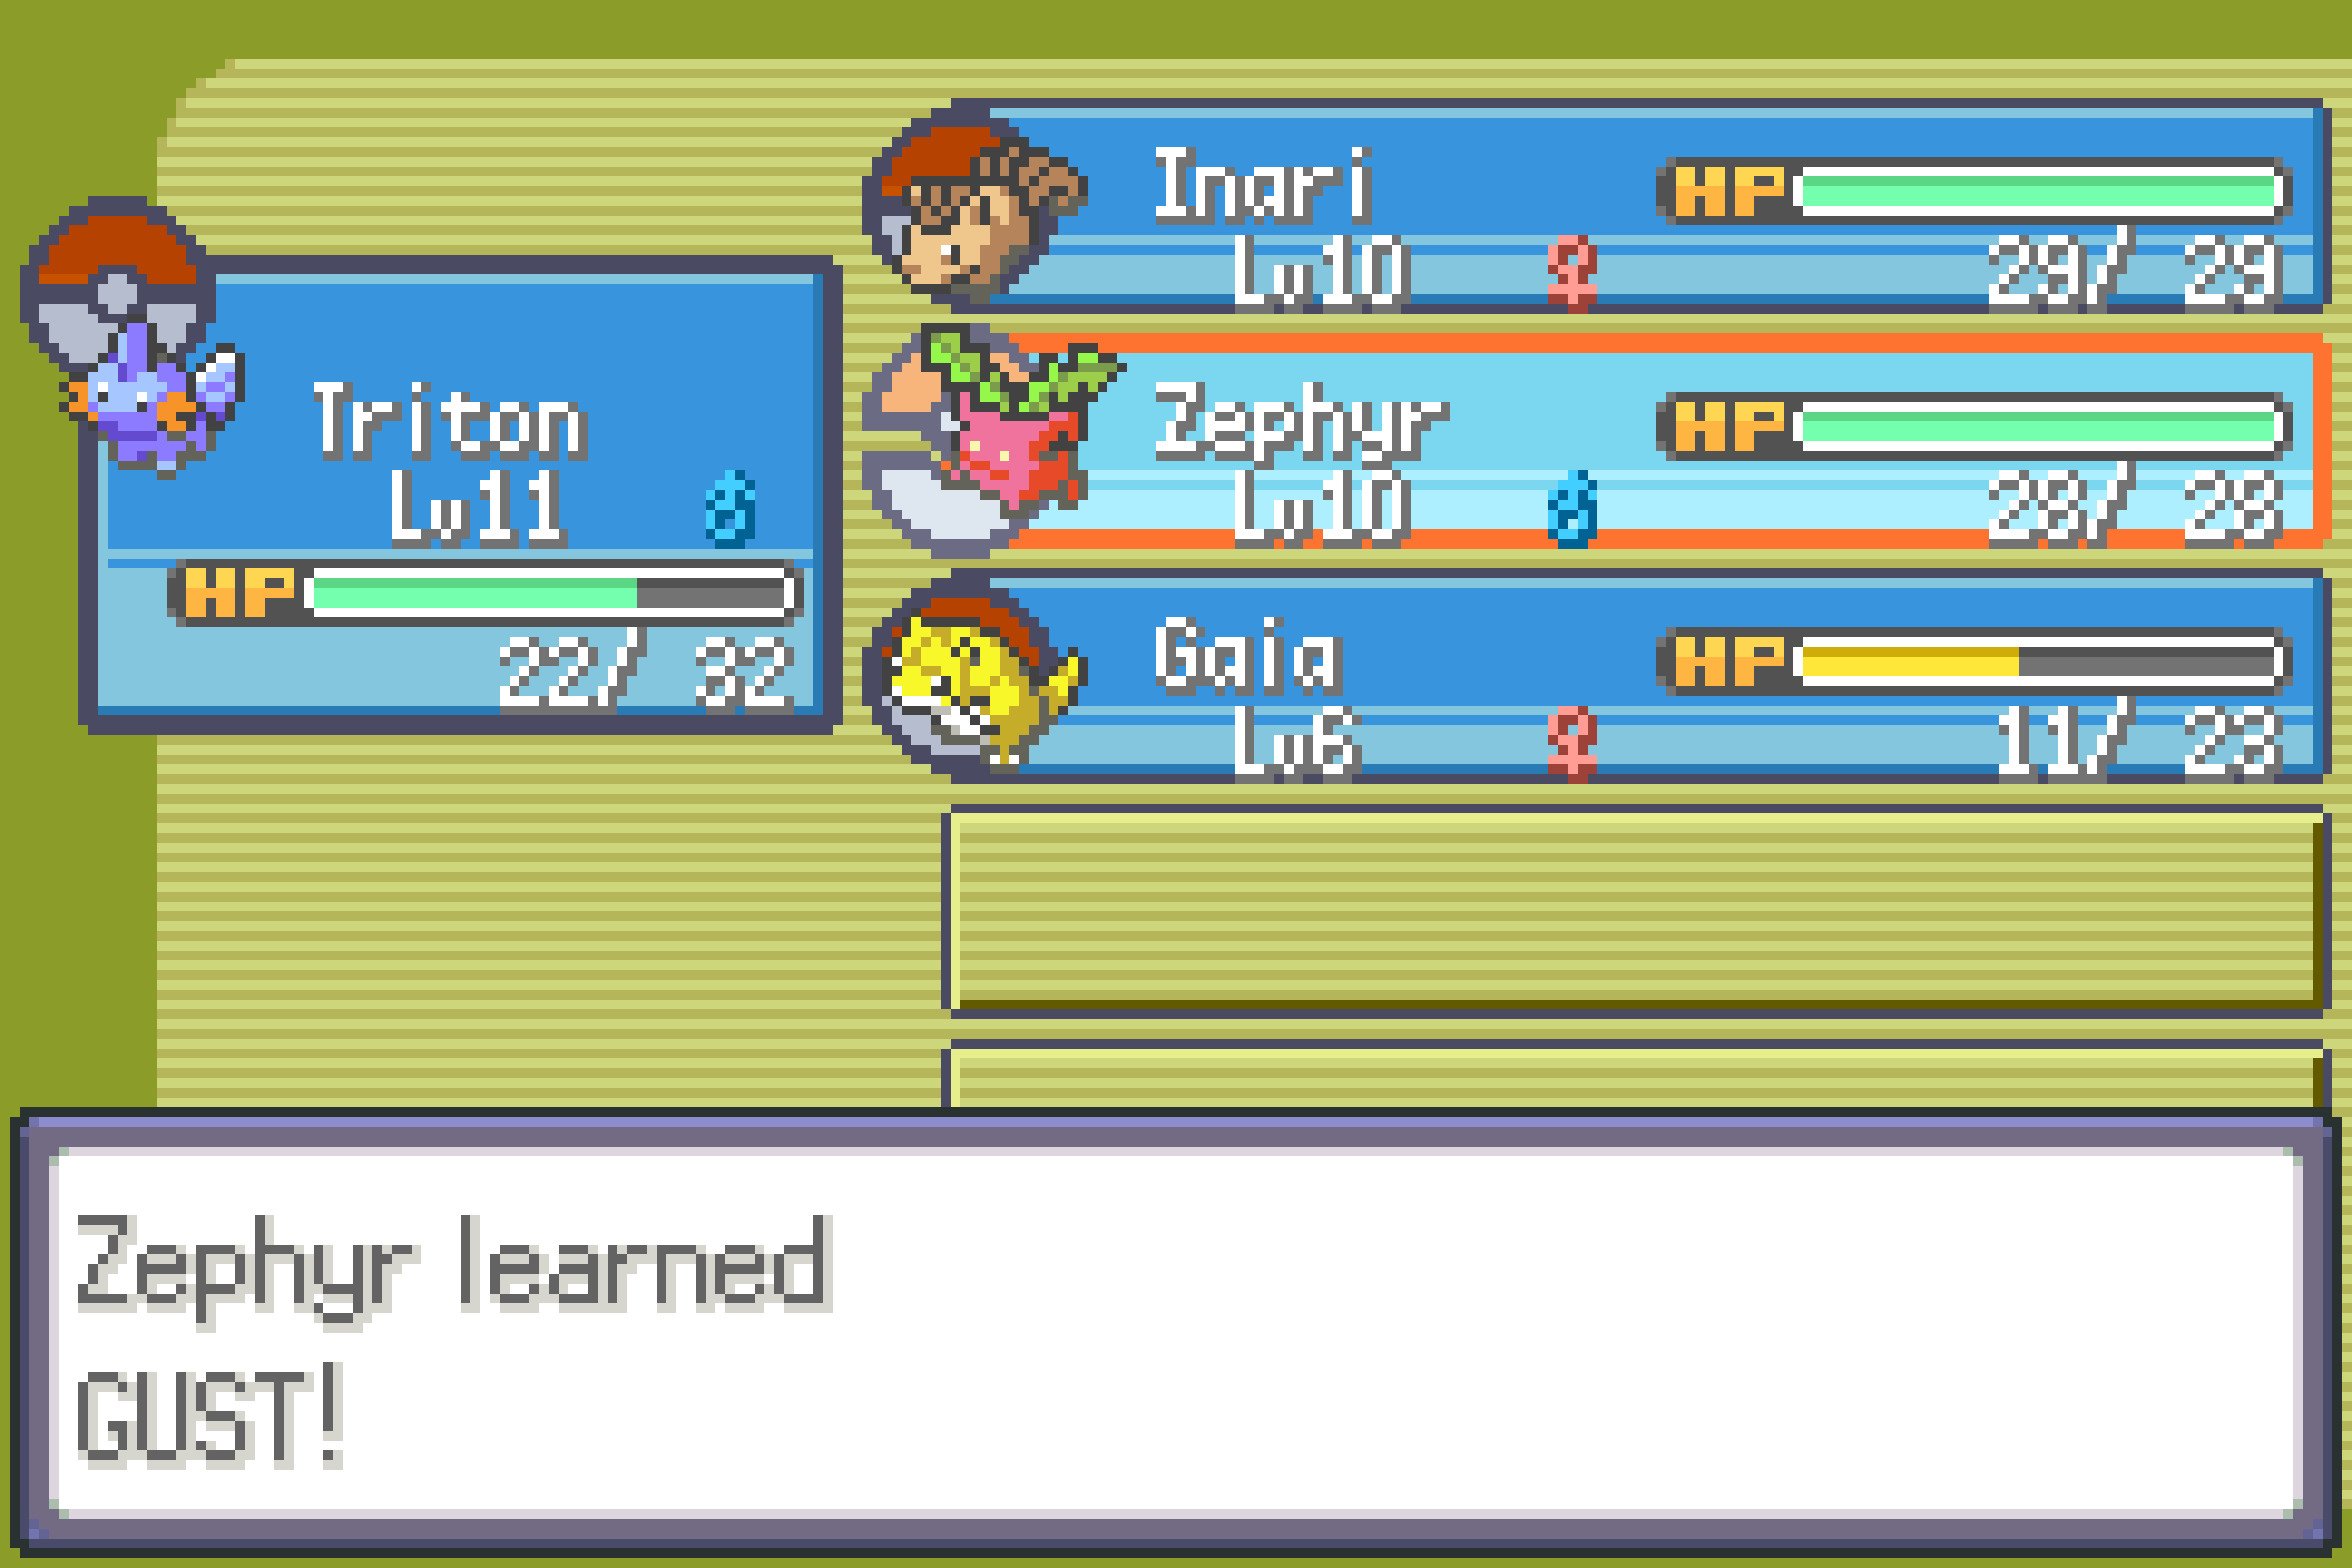 Triton
Lv11 ♂
HP
22/ 32
Inari
HP
Lv10 ♀ 29/ 29
Zephyr
HP
Lv10 ♂ 28/ 28
Gaia
HP
Lv6 ♀ 11/ 23
Zephyr learned
GUST!